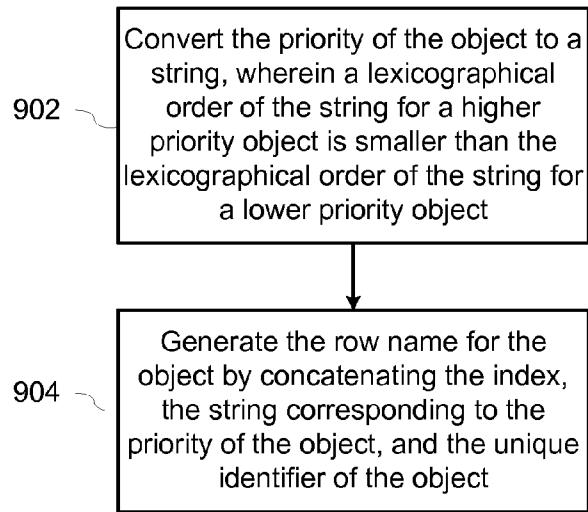 902
Convert the priority of the object to a
string, wherein a lexicographical
order of the string for a higher
priority object is smaller than the
lexicographical order of the string for
a lower priority object
904
Generate the row name for the
object by concatenating the index,
the string corresponding to the
priority of the object, and the unique
identifier of the object